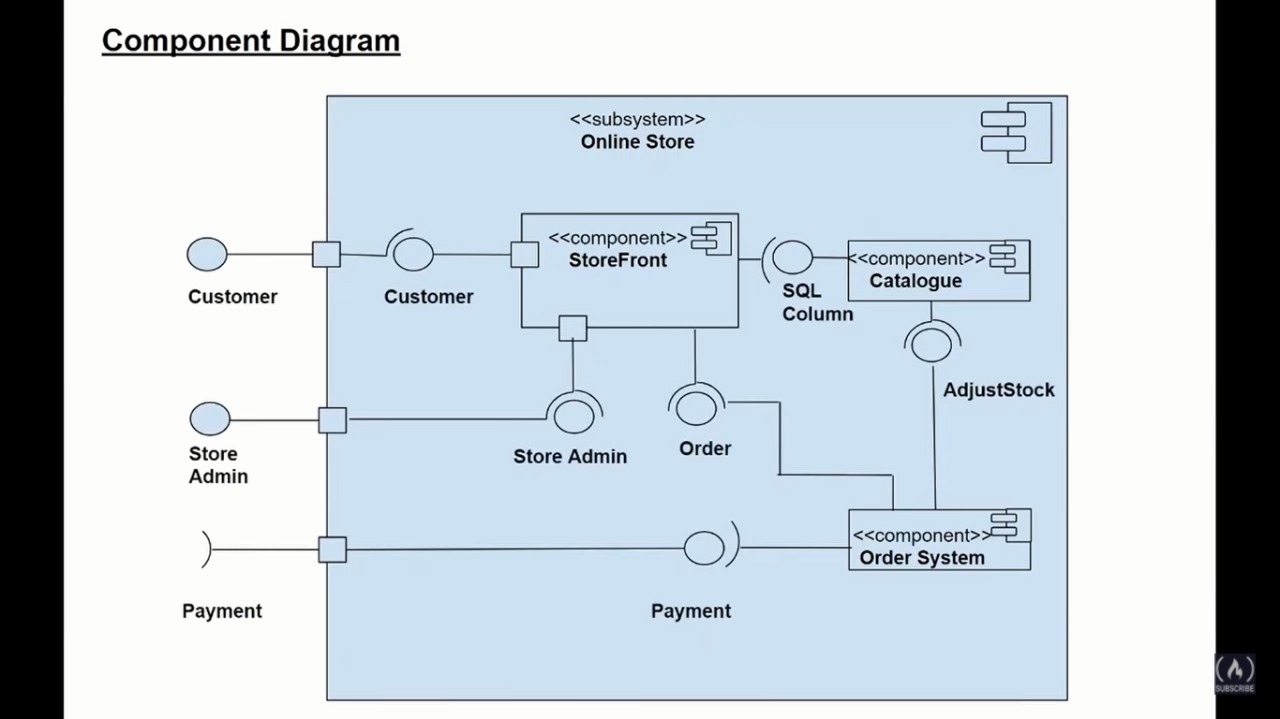 Component Diagram
<<subsystem>>
Online Store
<<component>>
StoreFront
<<component>>
Catalogue
Customer
Customer
SQL
Column
AdjustStock
Store
Admin
Store Admin
Order
<<component>>
Order System
Payment
Payment
SUBSCRIBE